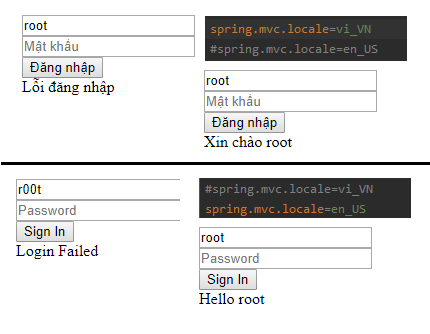 root
Mật khẩu
Đăng nhập
Lỗi đăng nhập
spring.mvc.locale=vi_VN
#spring.mvc.locale=en_US
root
Mật khẩu
Đăng nhập
Xin chào root
r00t
Password
Sign In
Login Failed
#spring.mvc.locale=vi_VN
spring.mvc.locale=en_US
root
Password
Sign In
Hello root